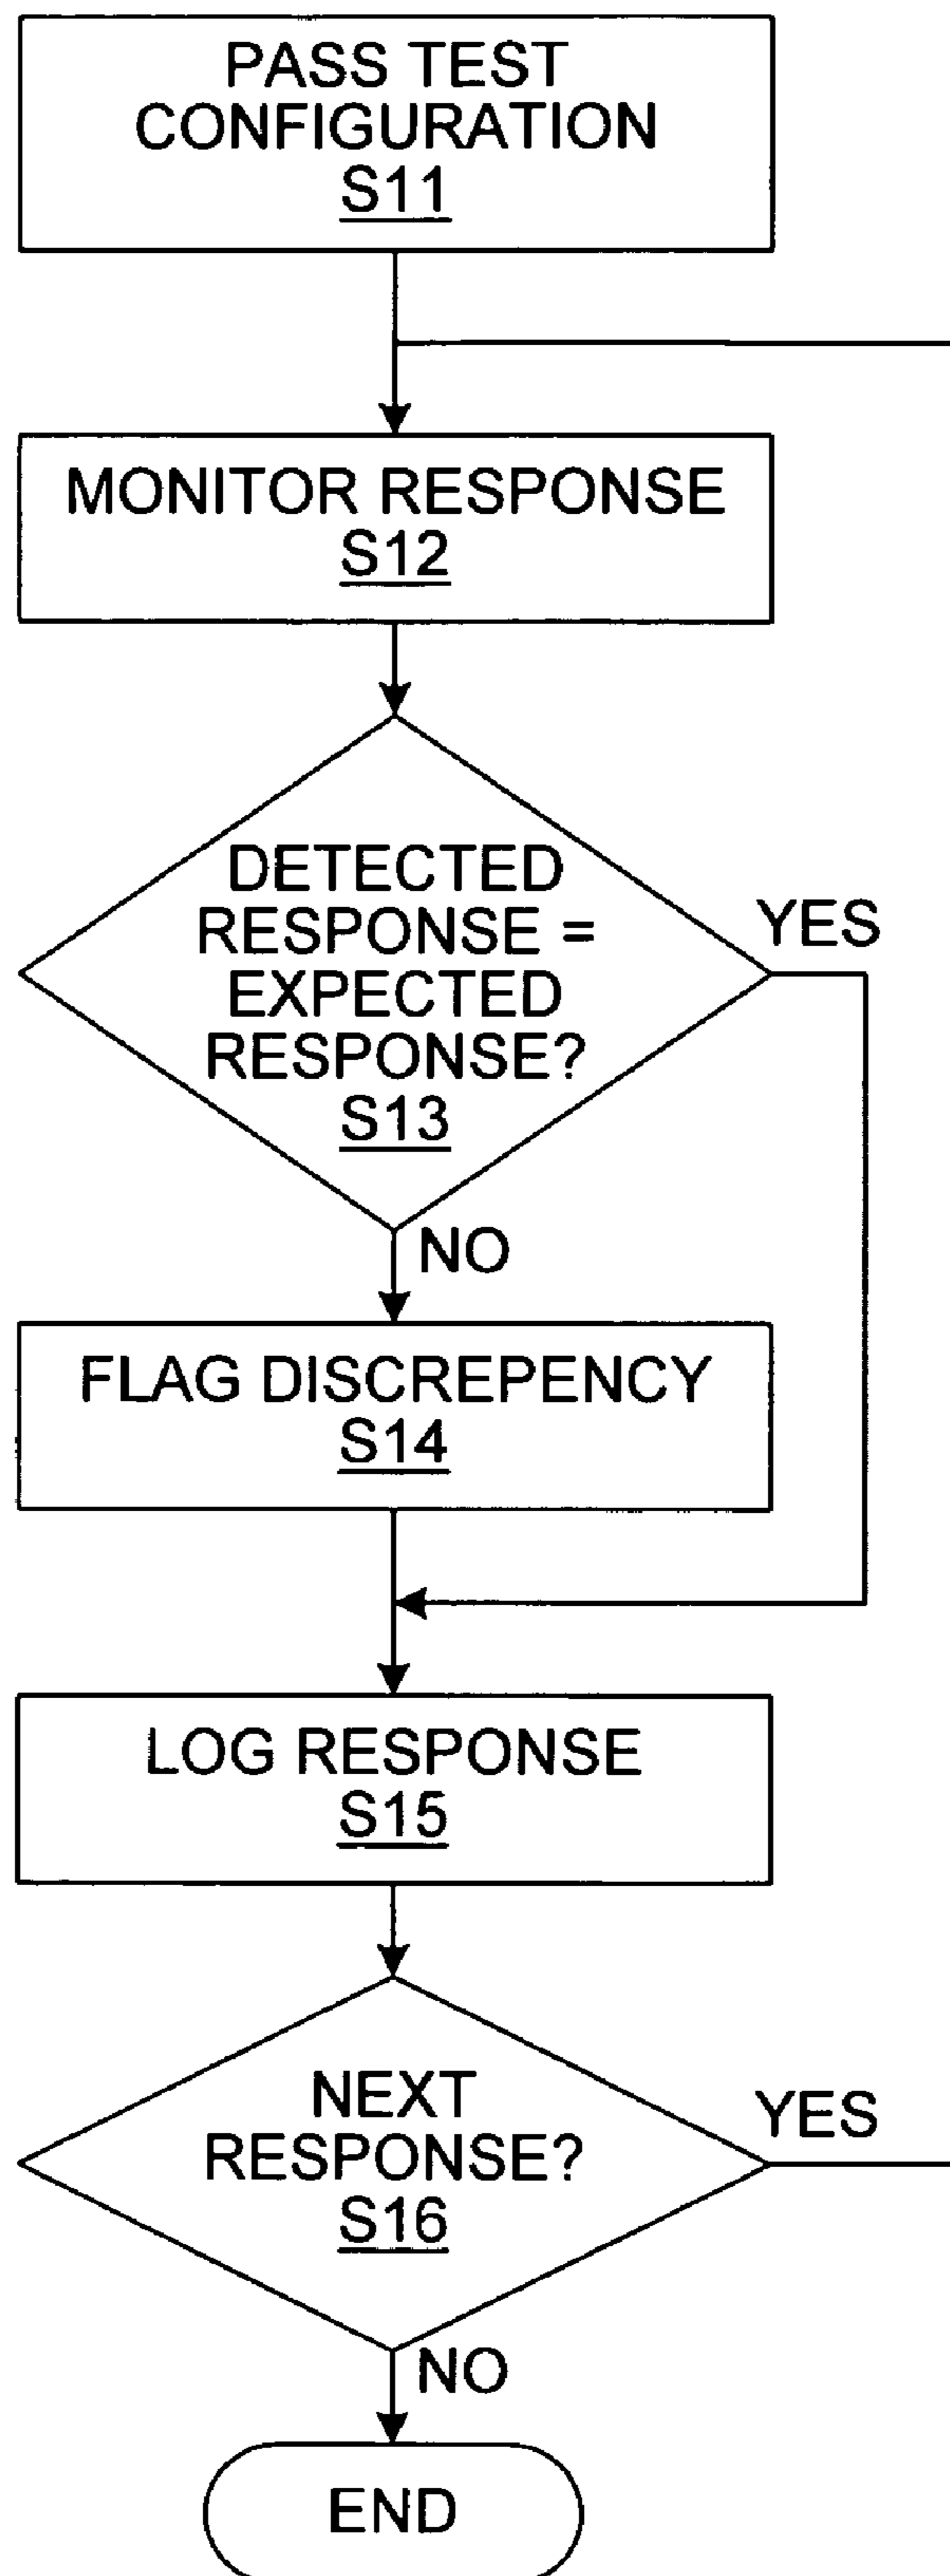 PASS TEST
CONFIGURATION
S11
MONITOR RESPONSE
S12
DETECTED
RESPONSE =
EXPECTED
RESPONSE?
S13
YES
NO
FLAG DISCREPENCY
S14
LOG RESPONSE
S15
NEXT
RESPONSE?
S16
YES
NO
END